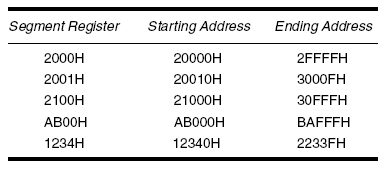 Segment Register Starting Address Ending Address
2000H 20000H 2FFFFH
2001H 20010H 3000FH
2100H 21000H 30FFFH
AB00H AB000H BAFFFH
1234H 12340H 2233FH